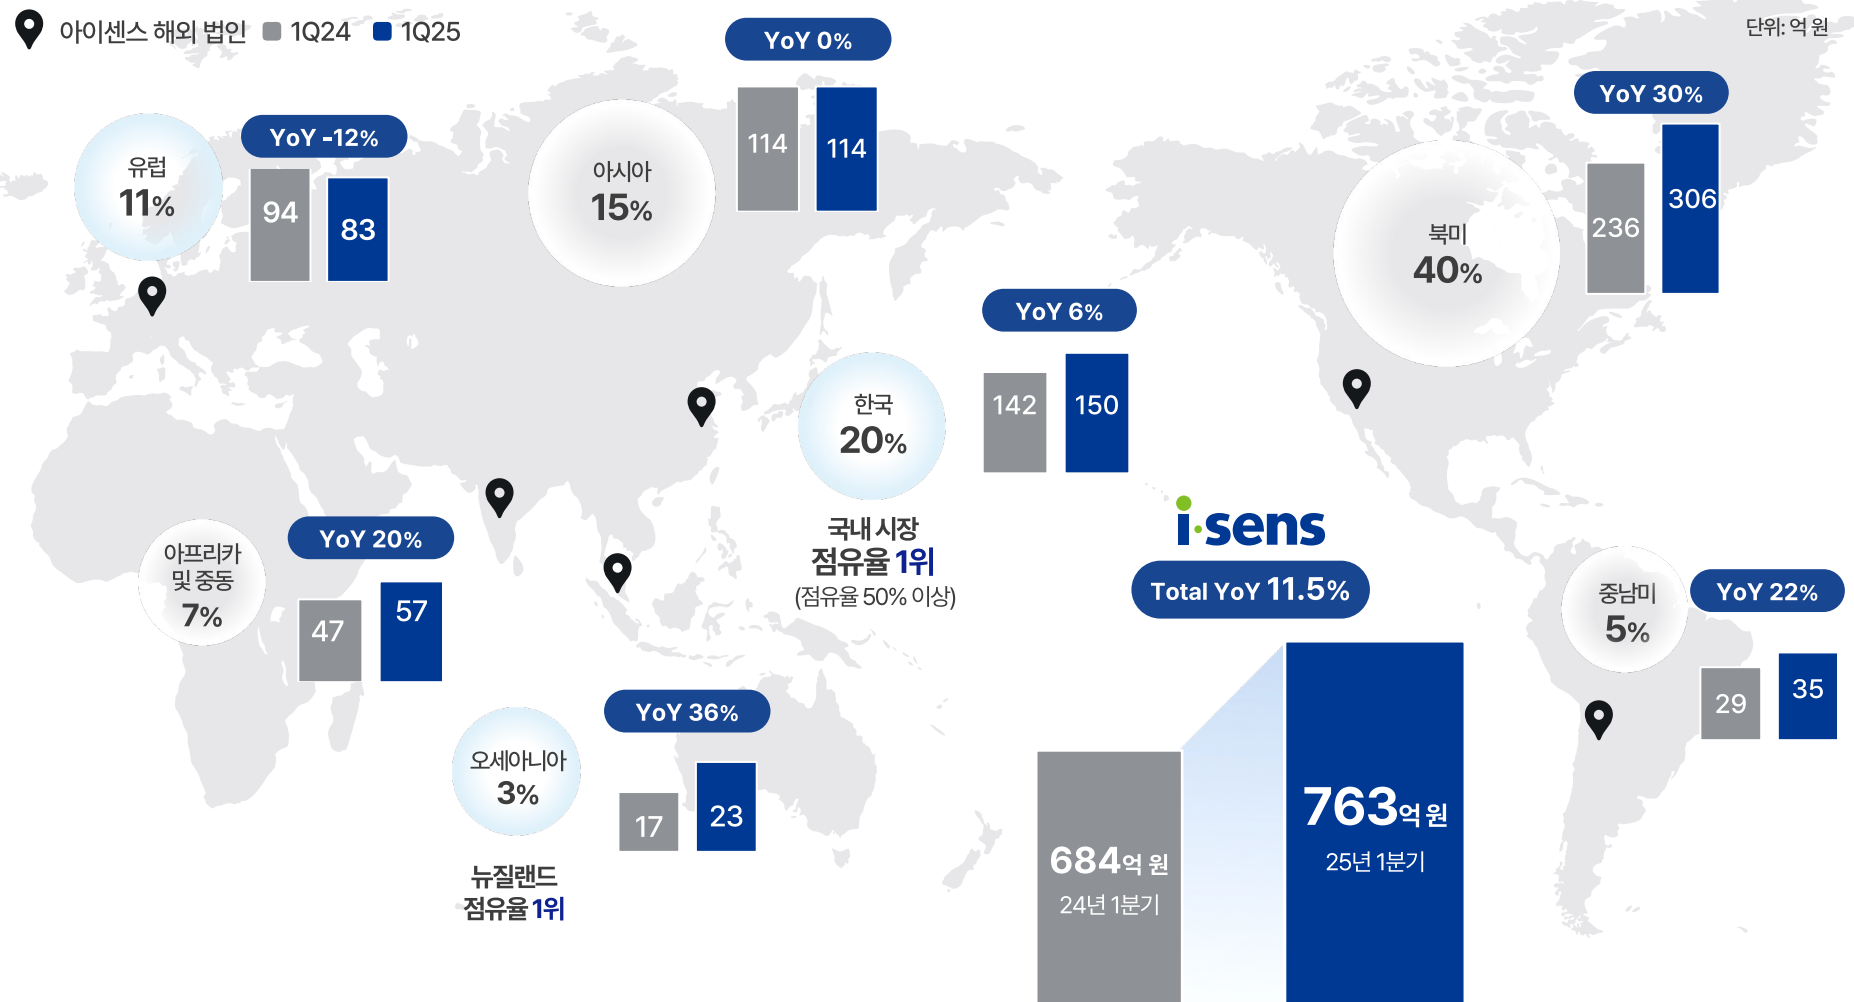 아이센스 해외 법인 1Q24 1Q25
단위: 억 원
유럽
11%
YoY -12%
94
83
아시아
15%
YoY 0%
114
114
북미
40%
YoY 30%
236
306
한국
20%
YoY 6%
142
150
국내 시장
점유율 1위
(점유율 50% 이상)
아프리카
및 중동
7%
YoY 20%
47
57
오세아니아
3%
YoY 36%
17
23
뉴질랜드
점유율 1위
중남미
5%
YoY 22%
29
35
i·sens
Total YoY 11.5%
684억 원
24년 1분기
763억 원
25년 1분기